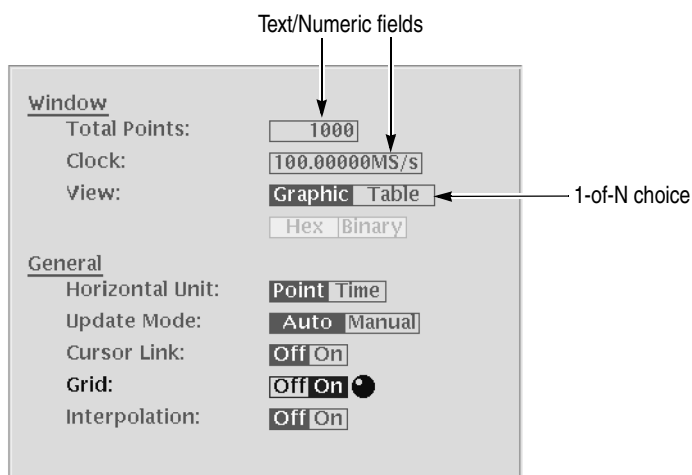 Text/Numeric fields
Window
Total Points: 1000
Clock: 100.00000MS/s
View: Graphic Table
1-of-N choice
Hex Binary
General
Horizontal Unit: Point Time
Update Mode: Auto Manual
Cursor Link: Off On
Grid: Off On
Interpolation: Off On